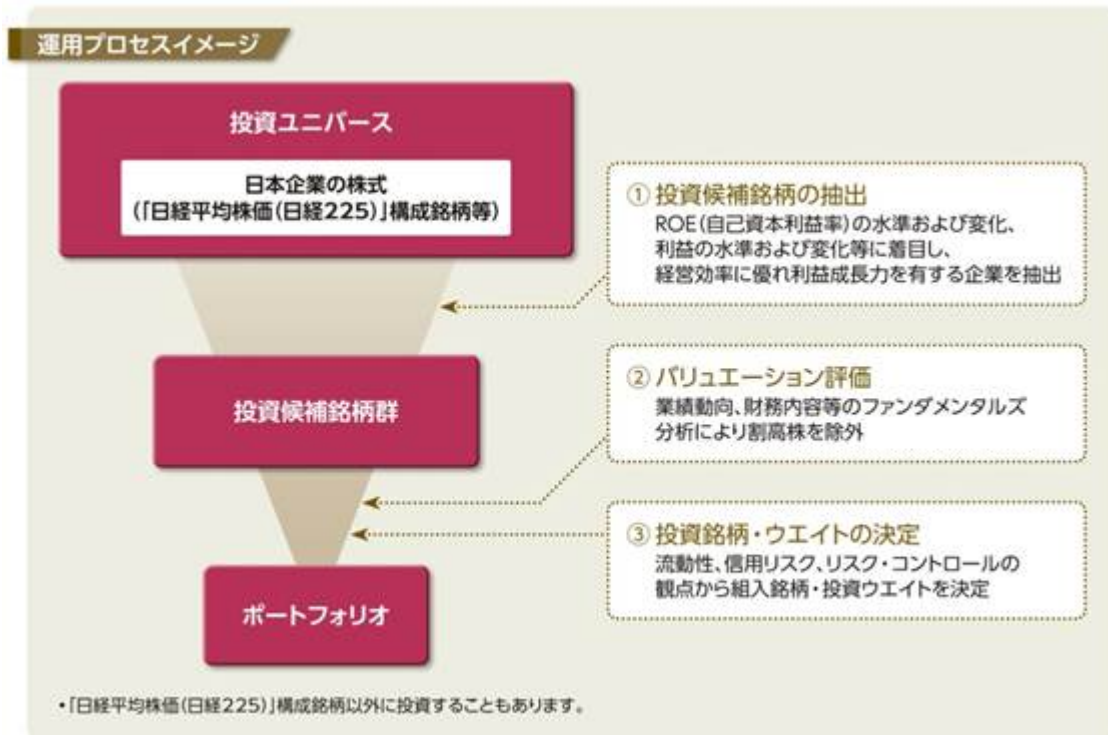 運用プロセスイメージ
投資ユニバース
日本企業の株式
(「日経平均株価(日経225)」構成銘柄等)
① 投資候補銘柄の抽出
ROE(自己資本利益率)の水準および変化、
利益の水準および変化等に着目し、
経営効率に優れ利益成長力を有する企業を抽出
投資候補銘柄群
② バリュエーション評価
業績動向、財務内容等のファンダメンタルズ
分析により割高株を除外
③ 投資銘柄・ウエイトの決定
流動性、信用リスク、リスク・コントロールの
観点から組入銘柄・投資ウエイトを決定
ポートフォリオ
•「日経平均株価(日経225)」構成銘柄以外に投資することもあります。